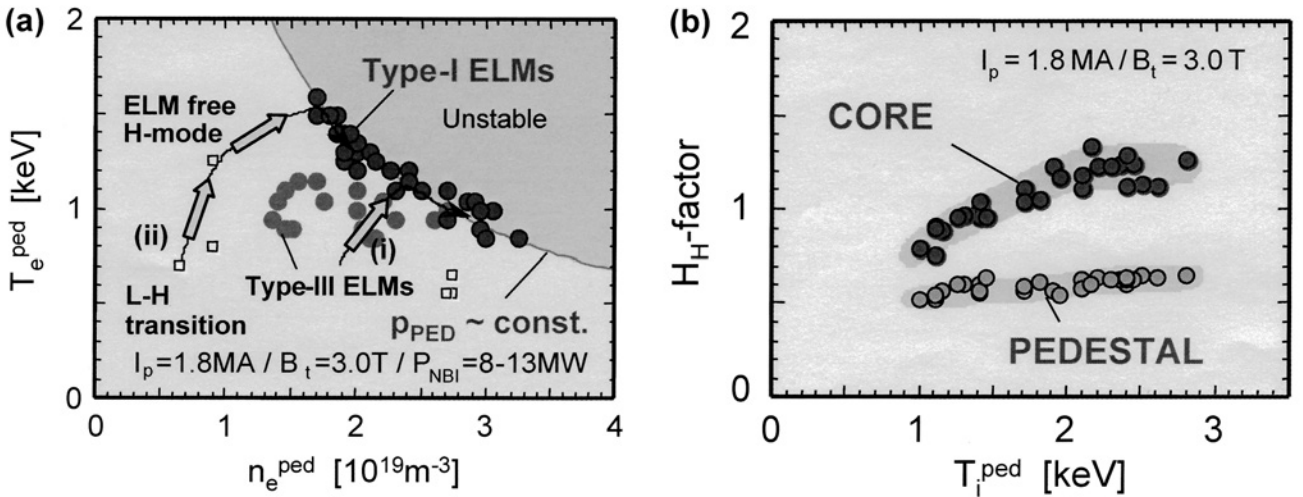 (a)
2
1
0
T_e^ped [keV]
Type-I ELMs
ELM free
H-mode
Unstable
(ii)
(i)
Type-III ELMs
L-H
transition
p_PED ~ const.
I_p=1.8MA / B_t=3.0T / P_NBI=8-13MW
0 1 2 3 4
n_e^ped [10^19m^-3]
(b)
2
1
0
H_H-factor
I_p = 1.8 MA / B_t = 3.0 T
CORE
PEDESTAL
0 1 2 3
T_i^ped [keV]